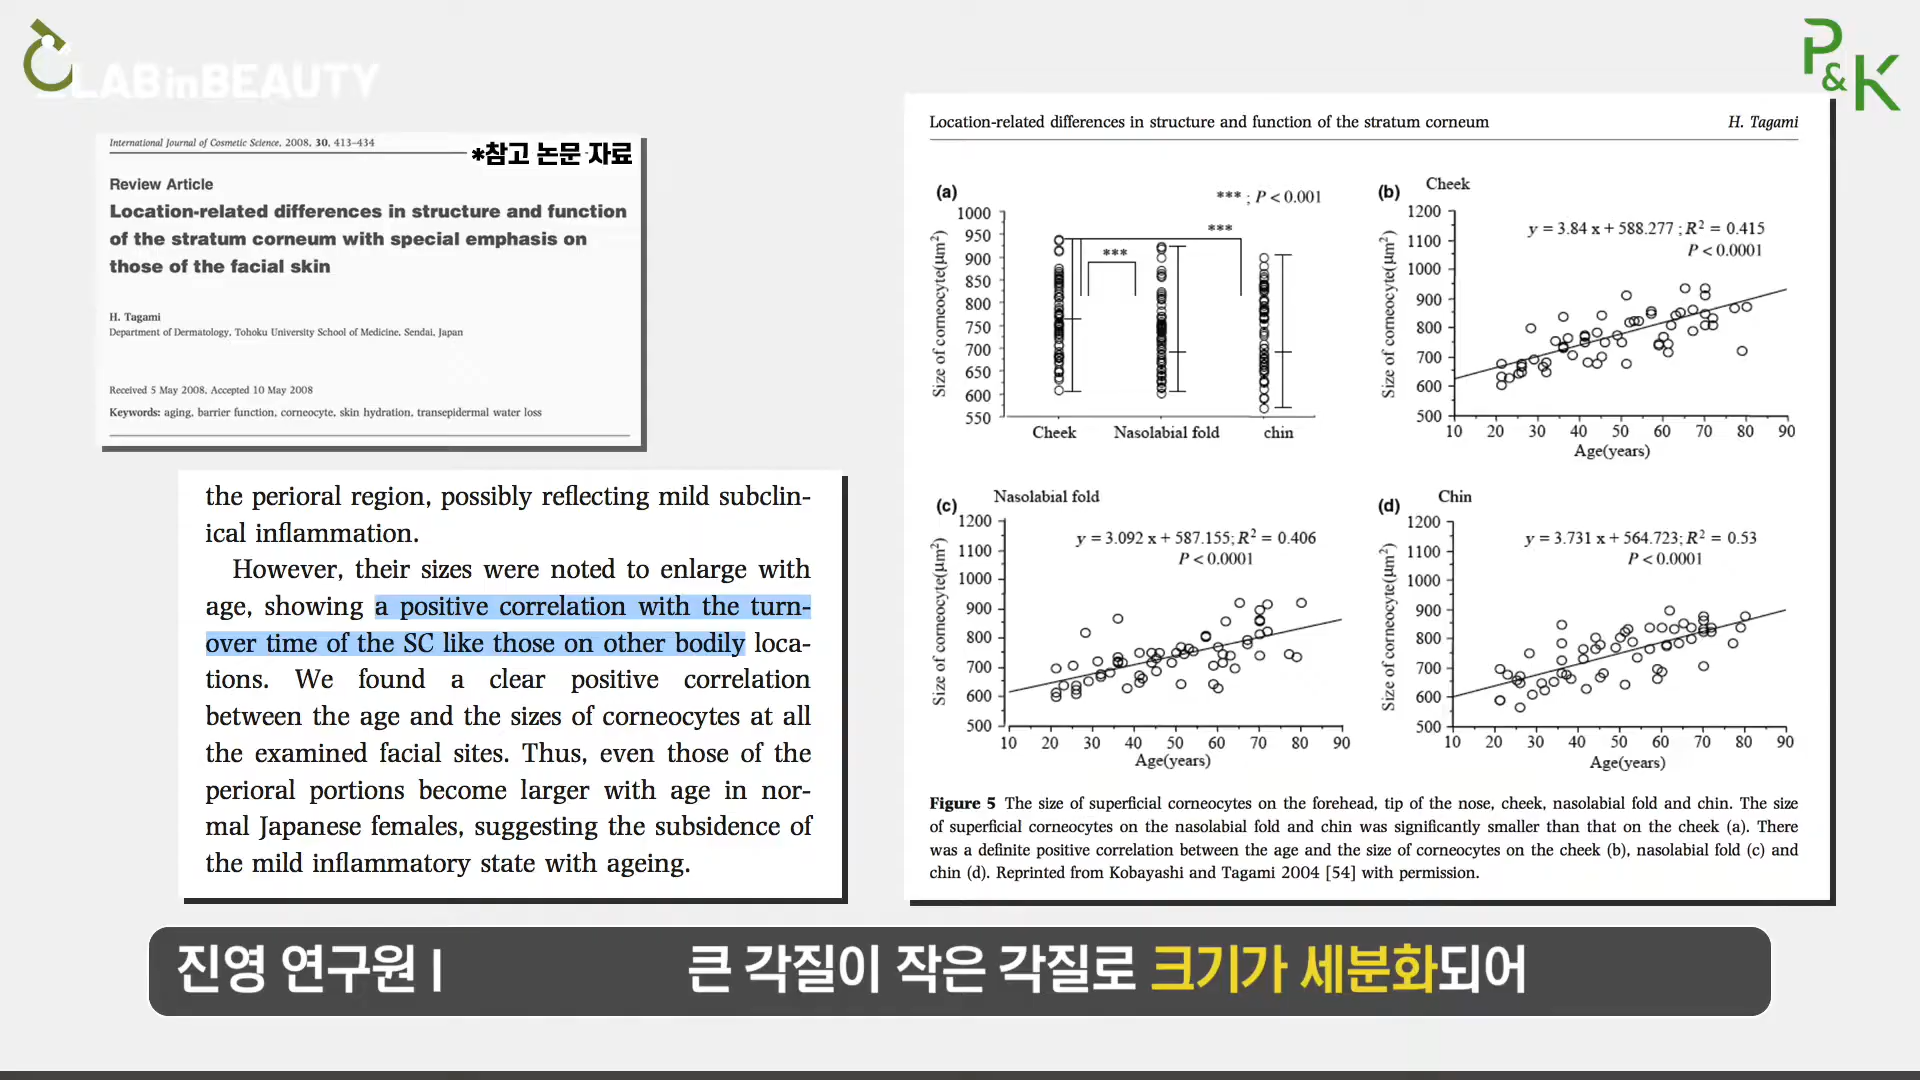 LABinBEAUTY
P&K
International Journal of Cosmetic Science, 2008, 30, 413–434
*참고 논문 자료
Review Article
Location-related differences in structure and function
of the stratum corneum with special emphasis on
those of the facial skin
H. Tagami
Department of Dermatology, Tohoku University School of Medicine, Sendai, Japan
Received 5 May 2008, Accepted 10 May 2008
Keywords: aging, barrier function, corneocyte, skin hydration, transepidermal water loss
the perioral region, possibly reflecting mild subclin-
ical inflammation.
However, their sizes were noted to enlarge with
age, showing a positive correlation with the turn-
over time of the SC like those on other bodily loca-
tions. We found a clear positive correlation
between the age and the sizes of corneocytes at all
the examined facial sites. Thus, even those of the
perioral portions become larger with age in nor-
mal Japanese females, suggesting the subsidence of
the mild inflammatory state with ageing.
Location-related differences in structure and function of the stratum corneum
H. Tagami
(a)
*** ; P < 0.001
***
***
Size of corneocyte(µm²)
1000
950
900
850
800
750
700
650
600
550
Cheek Nasolabial fold chin
(b)
Cheek
y = 3.84 x + 588.277 ; R² = 0.415
P < 0.0001
Size of corneocyte(µm²)
1200
1100
1000
900
800
700
600
500
10 20 30 40 50 60 70 80 90
Age(years)
(c)
Nasolabial fold
y = 3.092 x + 587.155; R² = 0.406
P < 0.0001
Size of corneocyte(µm²)
1200
1100
1000
900
800
700
600
500
10 20 30 40 50 60 70 80 90
Age(years)
(d)
Chin
y = 3.731 x + 564.723; R² = 0.53
P < 0.0001
Size of corneocyte(µm²)
1200
1100
1000
900
800
700
600
500
10 20 30 40 50 60 70 80 90
Age(years)
Figure 5 The size of superficial corneocytes on the forehead, tip of the nose, cheek, nasolabial fold and chin. The size
of superficial corneocytes on the nasolabial fold and chin was significantly smaller than that on the cheek (a). There
was a definite positive correlation between the age and the size of corneocytes on the cheek (b), nasolabial fold (c) and
chin (d). Reprinted from Kobayashi and Tagami 2004 [54] with permission.
진영 연구원 | 큰 각질이 작은 각질로 크기가 세분화되어